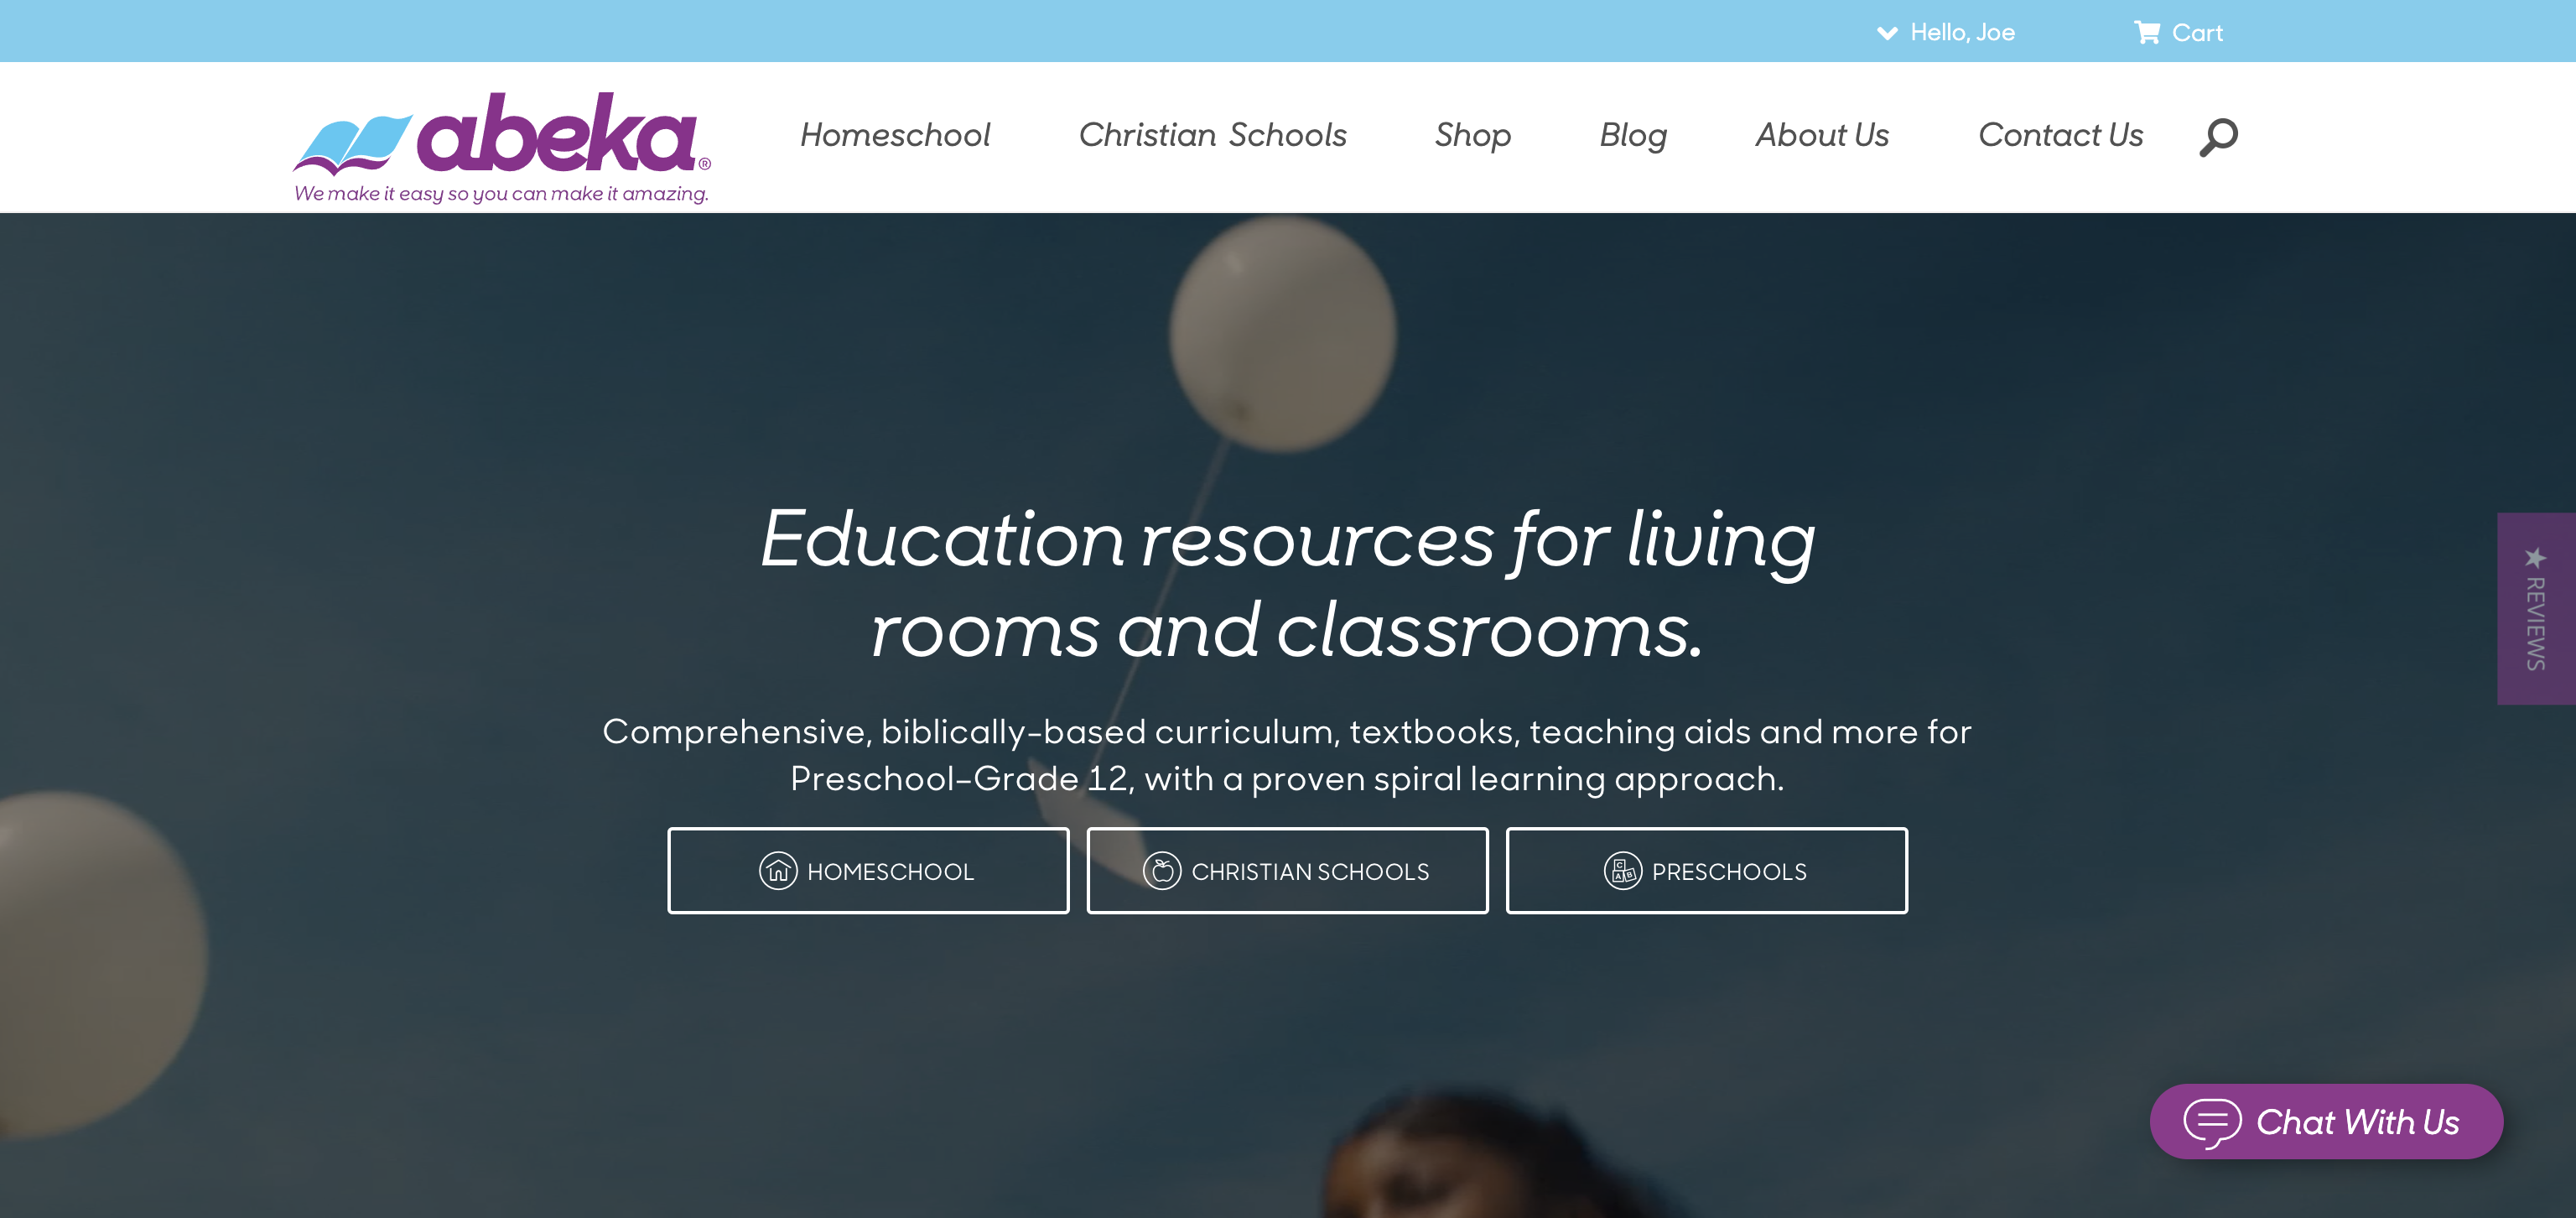 Hello, Joe
Cart
abeka®
We make it easy so you can make it amazing.
Homeschool
Christian Schools
Shop
Blog
About Us
Contact Us
Education resources for living
rooms and classrooms.
Comprehensive, biblically-based curriculum, textbooks, teaching aids and more for
Preschool–Grade 12, with a proven spiral learning approach.
HOMESCHOOL
CHRISTIAN SCHOOLS
C
A B
PRESCHOOLS
★ REVIEWS
Chat With Us